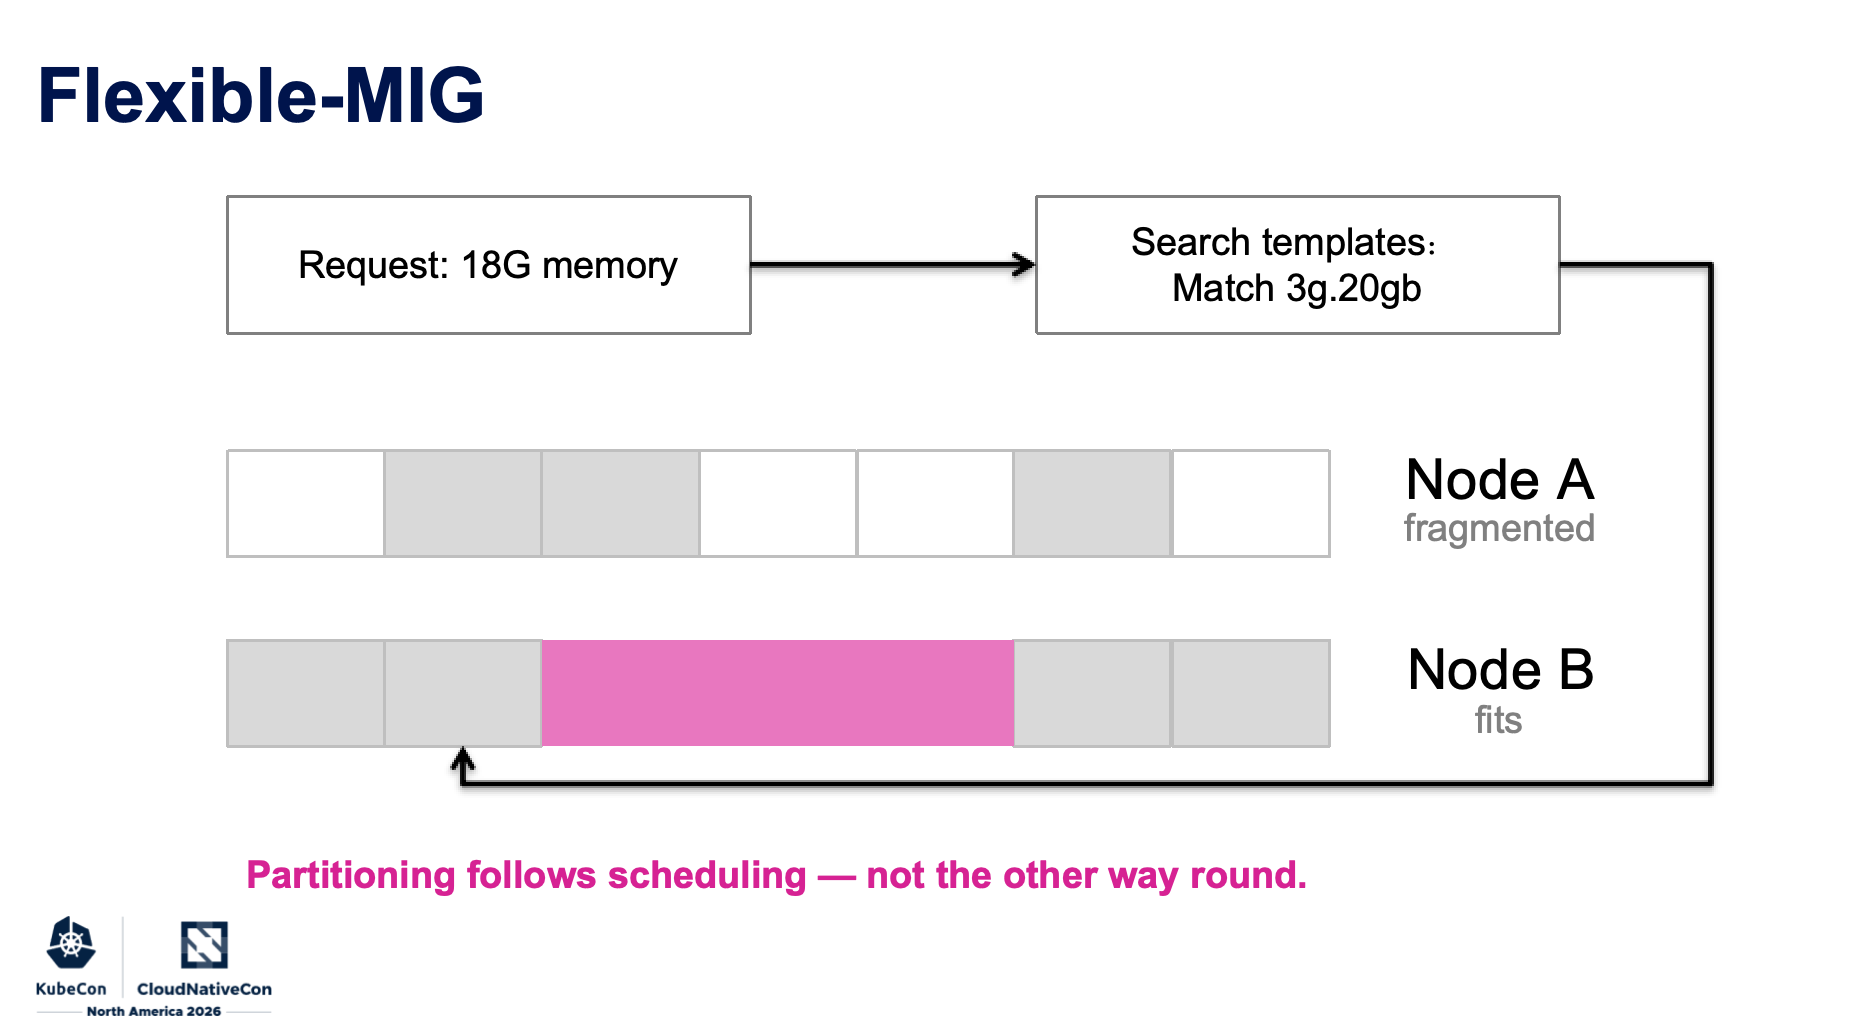 Flexible-MIG
Request: 18G memory
Search templates：
Match 3g.20gb
Node A
fragmented
Node B
fits
Partitioning follows scheduling — not the other way round.
KubeCon
CloudNativeCon
North America 2026